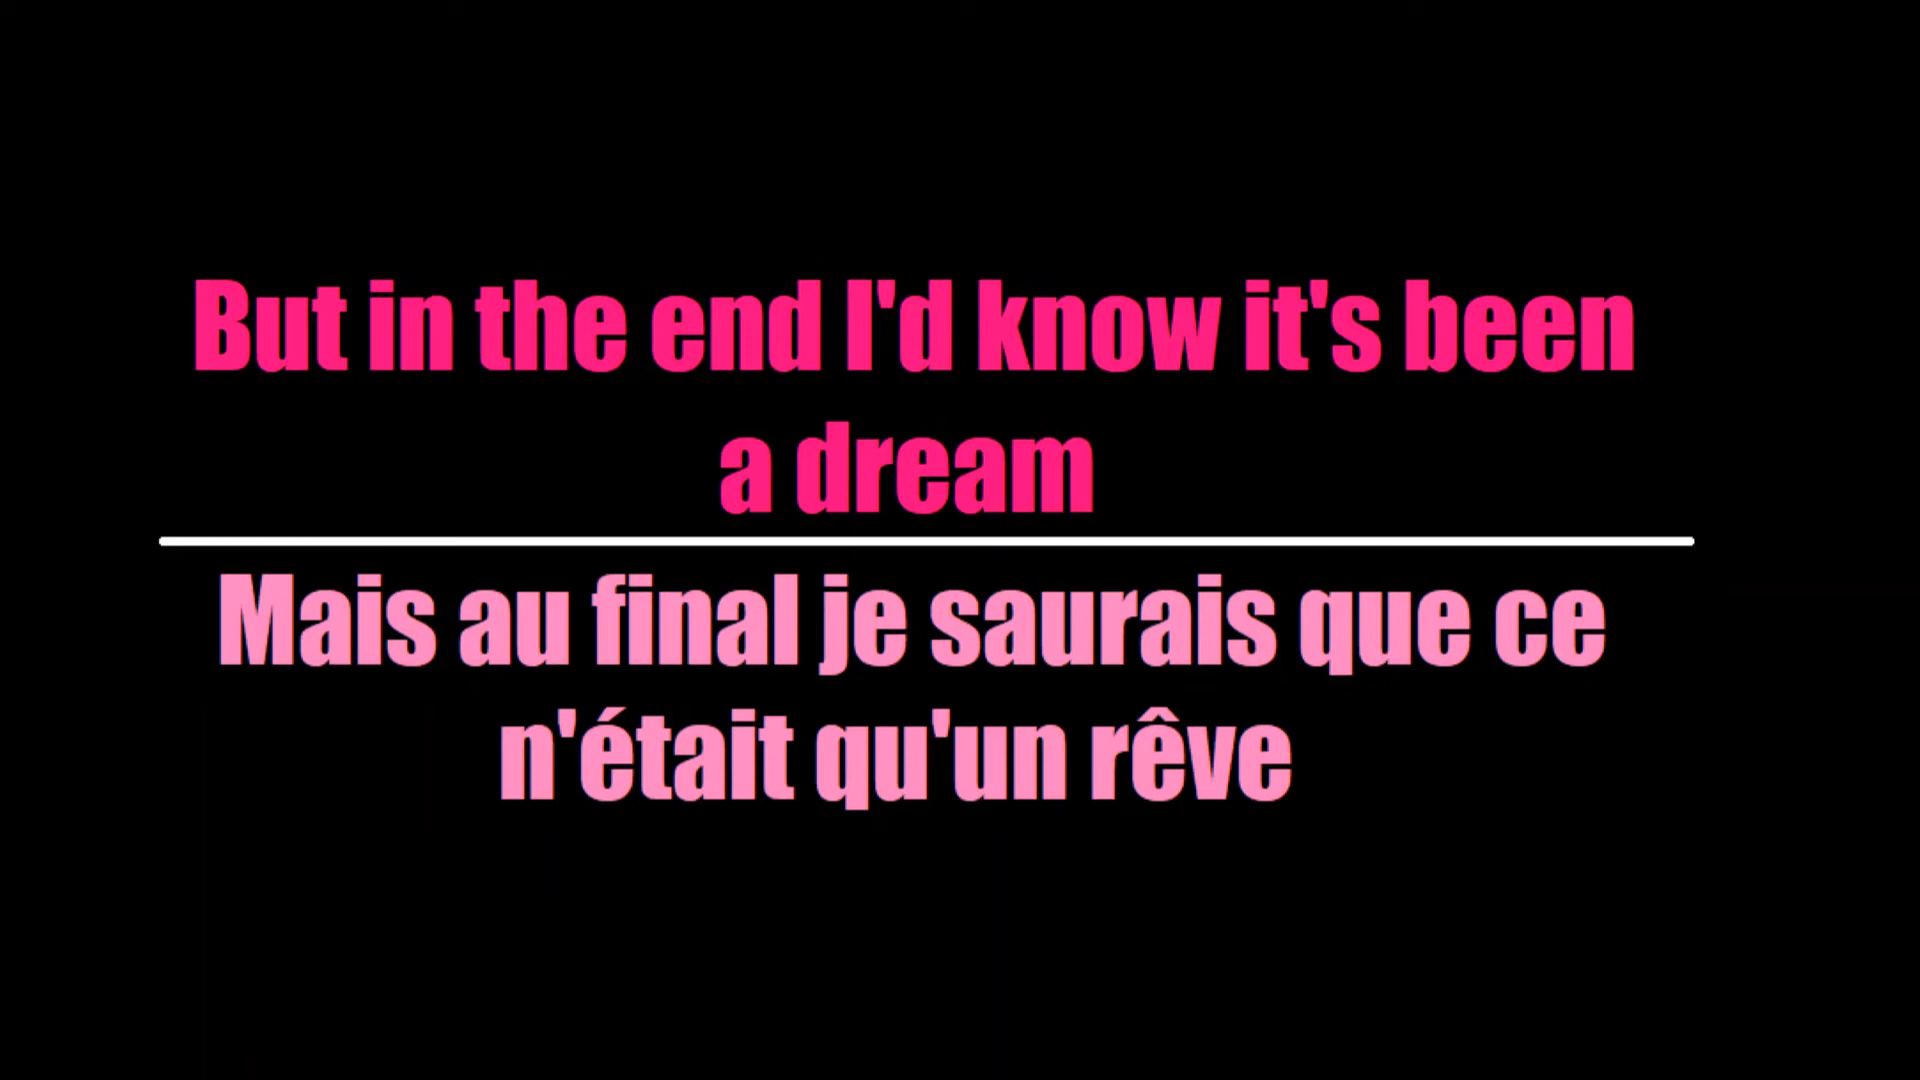 But in the end I'd know it's been
a dream
Mais au final je saurais que ce
n'était qu'un rêve